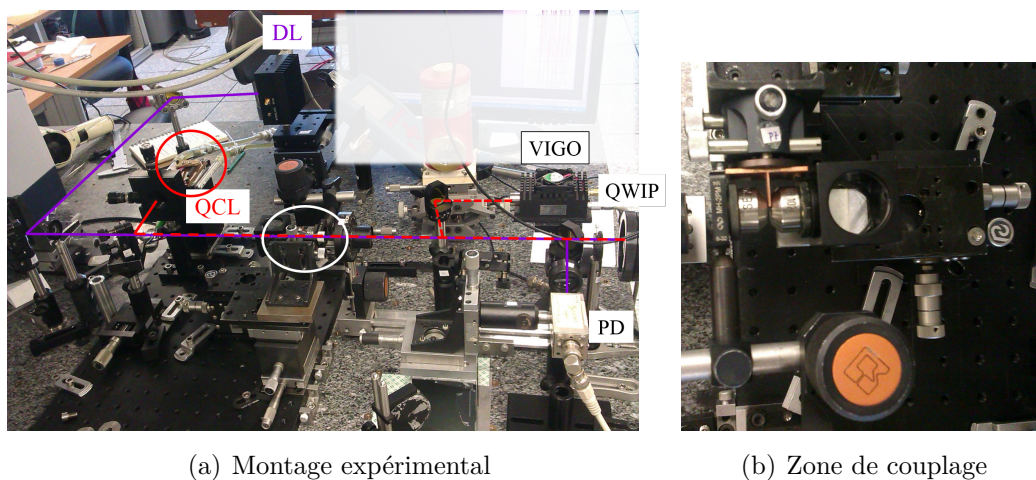 DL
VIGO
QWIP
QCL
PD
(a) Montage expérimental
(b) Zone de couplage